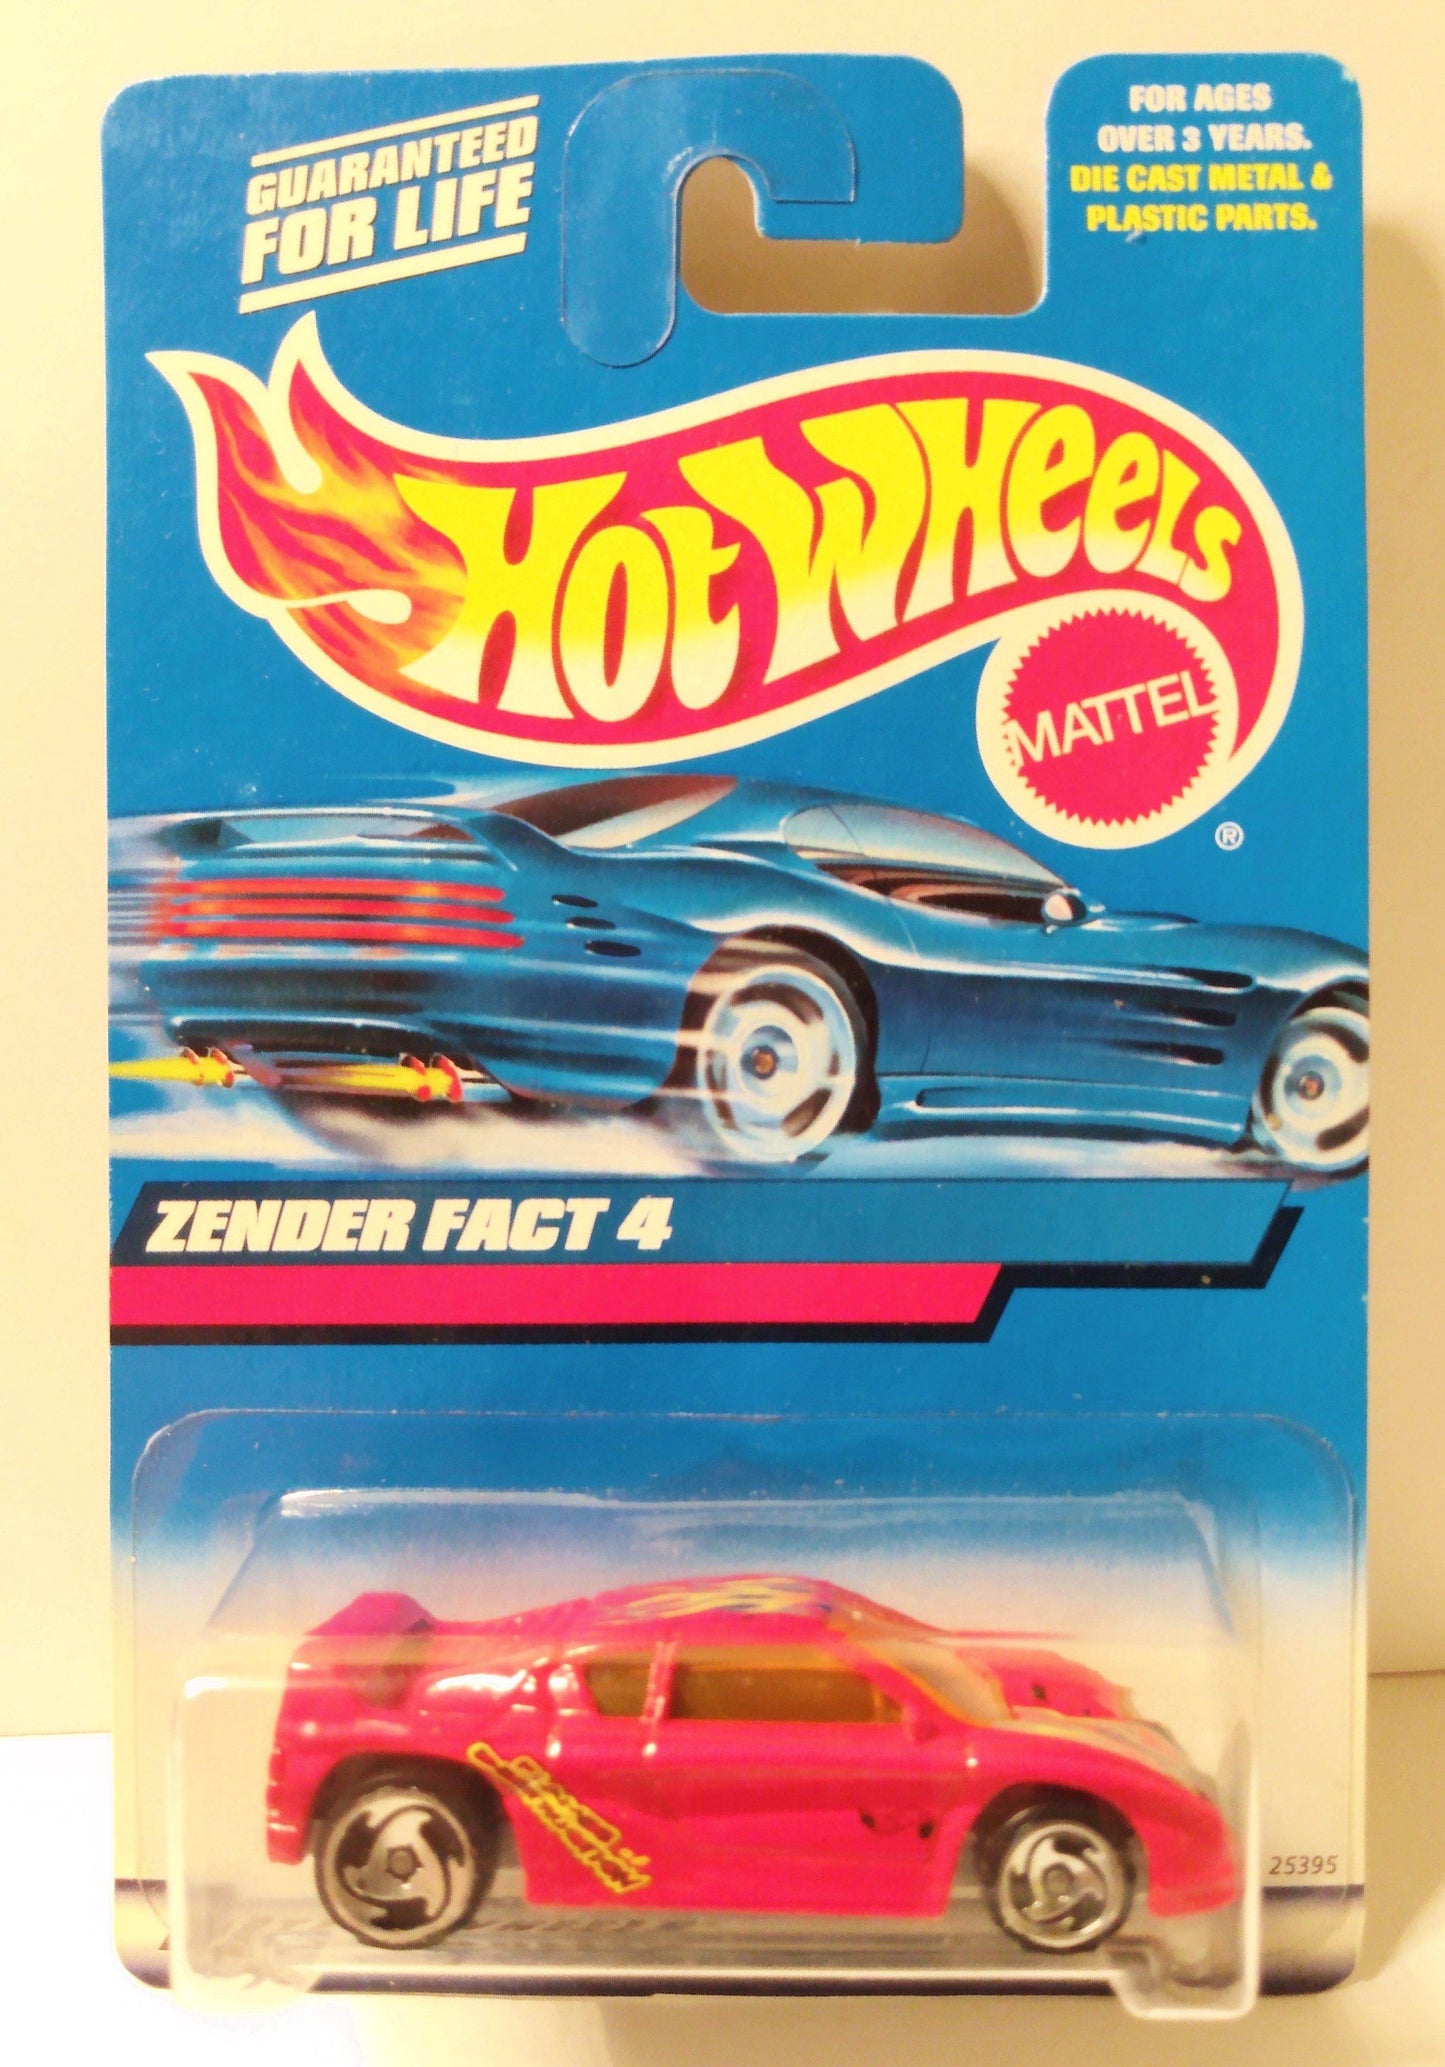 GUARANTEED
FOR LIFE
FOR AGES
OVER 3 YEARS.
DIE CAST METAL &
PLASTIC PARTS.
HOT WHEELS
MATTEL
®
ZENDER FACT 4
25395